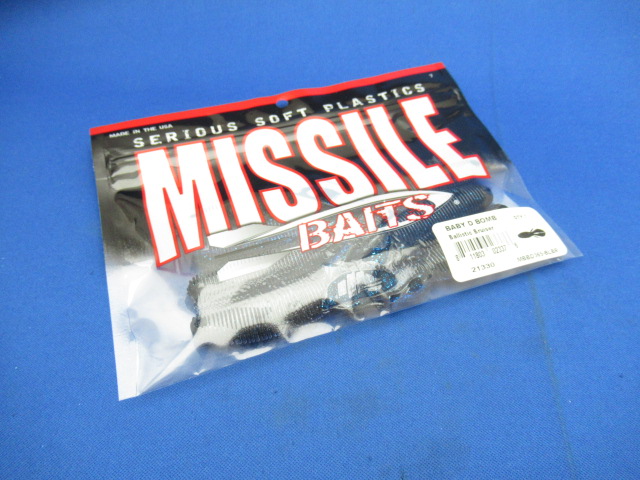 MADE IN THE USA
SERIOUS SOFT PLASTICS
MISSILE
BAITS
BABY D BOMB
Ballistic Bruiser
21330